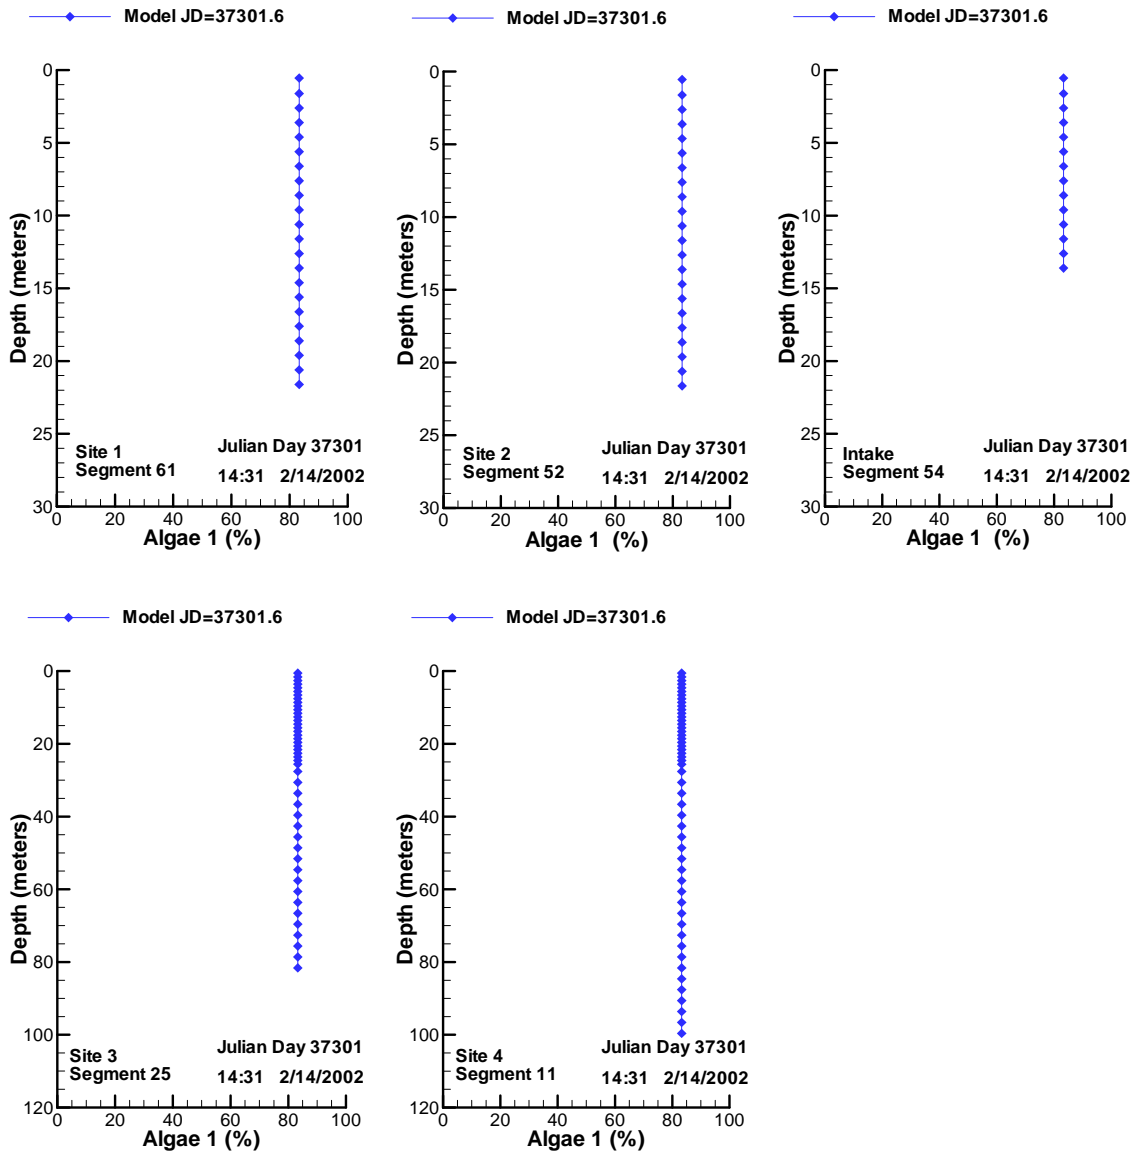 Model JD=37301.6
0
5
10
15
20
25
30
Depth (meters)
Site 1
Segment 61
Julian Day 37301
14:31 2/14/2002
0 20 40 60 80 100
Algae 1 (%)
Model JD=37301.6
0
5
10
15
20
25
30
Depth (meters)
Site 2
Segment 52
Julian Day 37301
14:31 2/14/2002
0 20 40 60 80 100
Algae 1 (%)
Model JD=37301.6
0
5
10
15
20
25
30
Depth (meters)
Intake
Segment 54
Julian Day 37301
14:31 2/14/2002
0 20 40 60 80 100
Algae 1 (%)
Model JD=37301.6
0
20
40
60
80
100
120
Depth (meters)
Site 3
Segment 25
Julian Day 37301
14:31 2/14/2002
0 20 40 60 80 100
Algae 1 (%)
Model JD=37301.6
0
20
40
60
80
100
120
Depth (meters)
Site 4
Segment 11
Julian Day 37301
14:31 2/14/2002
0 20 40 60 80 100
Algae 1 (%)